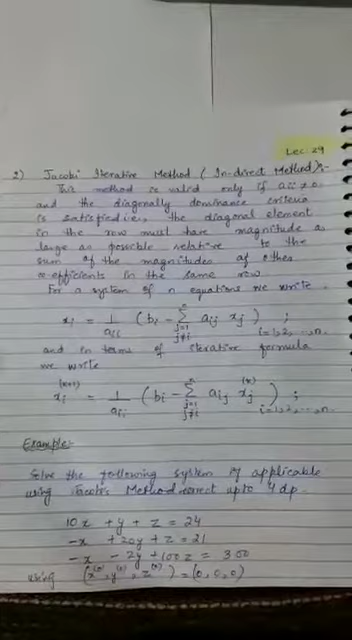 Lec 29
2) Jacobi Iterative Method (In-direct Method):-
This method is valid only if aii ≠ 0.
and the diagonally dominance criteria
is satisfied i.e., the diagonal element
in the row must have magnitude as
large as possible relative to the
sum of the magnitudes of other
co-efficients in the same row.
For a system of n equations we write.
xi = 1/aii (bi - Σ_{j=1, j≠i}^{n} aij xj) ; i=1,2,...,n.
and in terms of iterative formula
we write
xi^(k+1) = 1/aii (bi - Σ_{j=1, j≠i}^{n} aij xj^(k)) ; i=1,2,...,n.
Example:-
Solve the following system if applicable
using Jacobi Method correct upto 4 dp.
10x + y + z = 24
-x + 20y + z = 21
-x - 2y + 100z = 300
using (x^(0), y^(0), z^(0)) = (0,0,0)